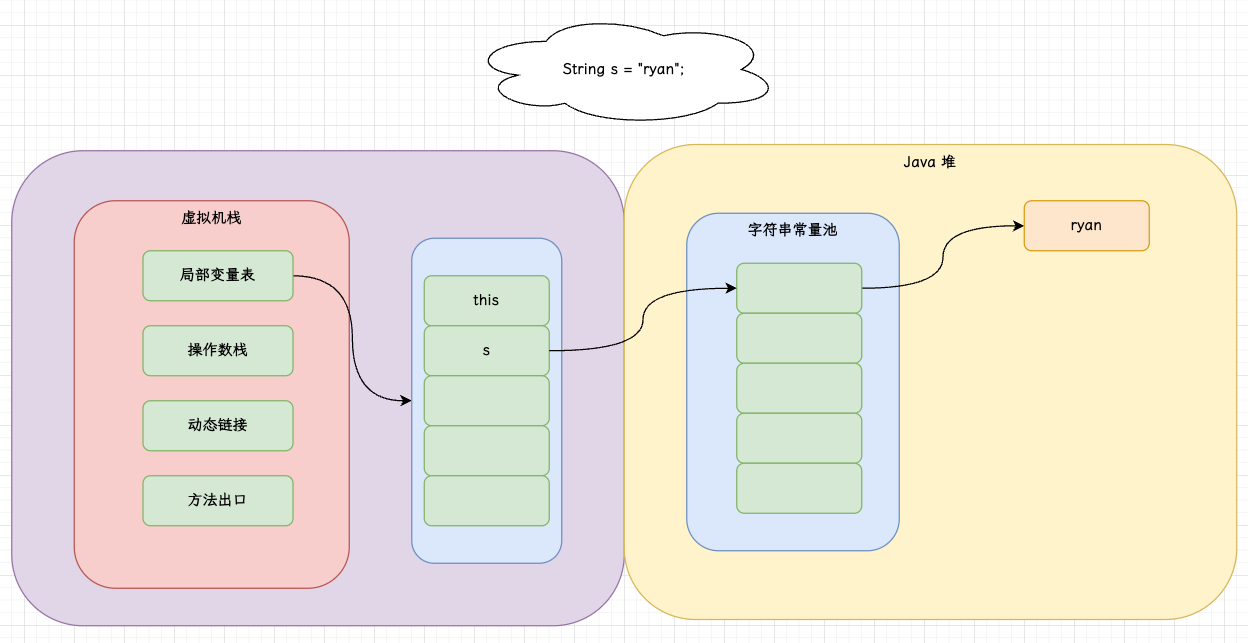 String s = "ryan";
虚拟机栈
局部变量表
操作数栈
动态链接
方法出口
this
s
Java 堆
字符串常量池
ryan